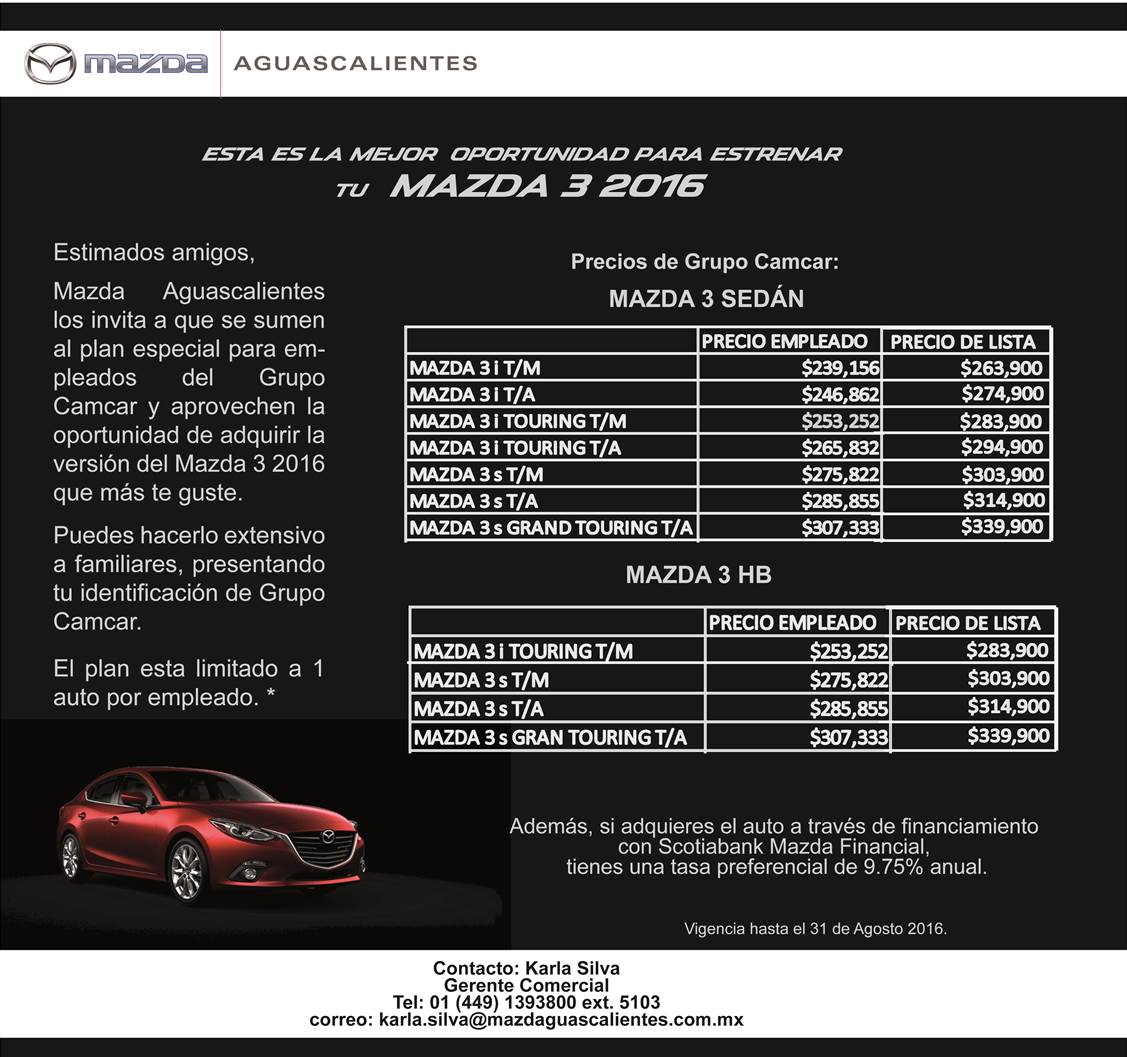 mazda AGUASCALIENTES
ESTA ES LA MEJOR OPORTUNIDAD PARA ESTRENAR
TU MAZDA 3 2016
Estimados amigos,
Mazda Aguascalientes
los invita a que se sumen
al plan especial para em-
pleados del Grupo
Camcar y aprovechen la
oportunidad de adquirir la
versión del Mazda 3 2016
que más te guste.
Puedes hacerlo extensivo
a familiares, presentando
tu identificación de Grupo
Camcar.
El plan esta limitado a 1
auto por empleado. *
Precios de Grupo Camcar:
MAZDA 3 SEDÁN
PRECIO EMPLEADO PRECIO DE LISTA
MAZDA 3 i T/M $239,156 $263,900
MAZDA 3 i T/A $246,862 $274,900
MAZDA 3 i TOURING T/M $253,252 $283,900
MAZDA 3 i TOURING T/A $265,832 $294,900
MAZDA 3 s T/M $275,822 $303,900
MAZDA 3 s T/A $285,855 $314,900
MAZDA 3 s GRAND TOURING T/A $307,333 $339,900
MAZDA 3 HB
PRECIO EMPLEADO PRECIO DE LISTA
MAZDA 3 i TOURING T/M $253,252 $283,900
MAZDA 3 s T/M $275,822 $303,900
MAZDA 3 s T/A $285,855 $314,900
MAZDA 3 s GRAN TOURING T/A $307,333 $339,900
Además, si adquieres el auto a través de financiamiento
con Scotiabank Mazda Financial,
tienes una tasa preferencial de 9.75% anual.
Vigencia hasta el 31 de Agosto 2016.
Contacto: Karla Silva
Gerente Comercial
Tel: 01 (449) 1393800 ext. 5103
correo: karla.silva@mazdaguascalientes.com.mx